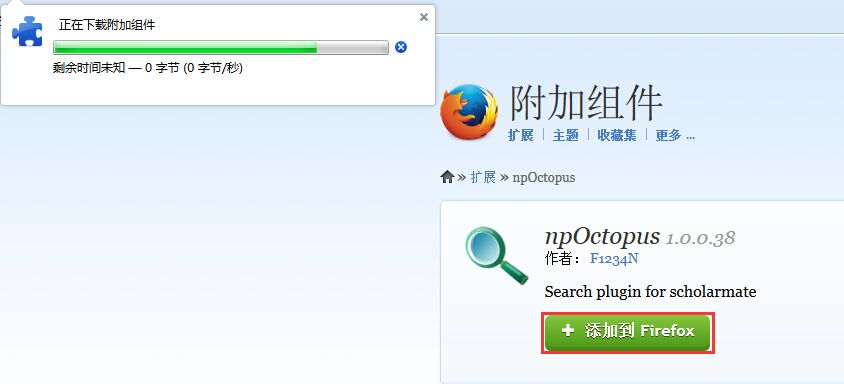 正在下载附加组件
剩余时间未知 — 0 字节 (0 字节/秒)
附加组件
扩展 | 主题 | 收藏集 | 更多 ...
» 扩展 » npOctopus
npOctopus 1.0.0.38
作者： F1234N
Search plugin for scholarmate
+ 添加到 Firefox